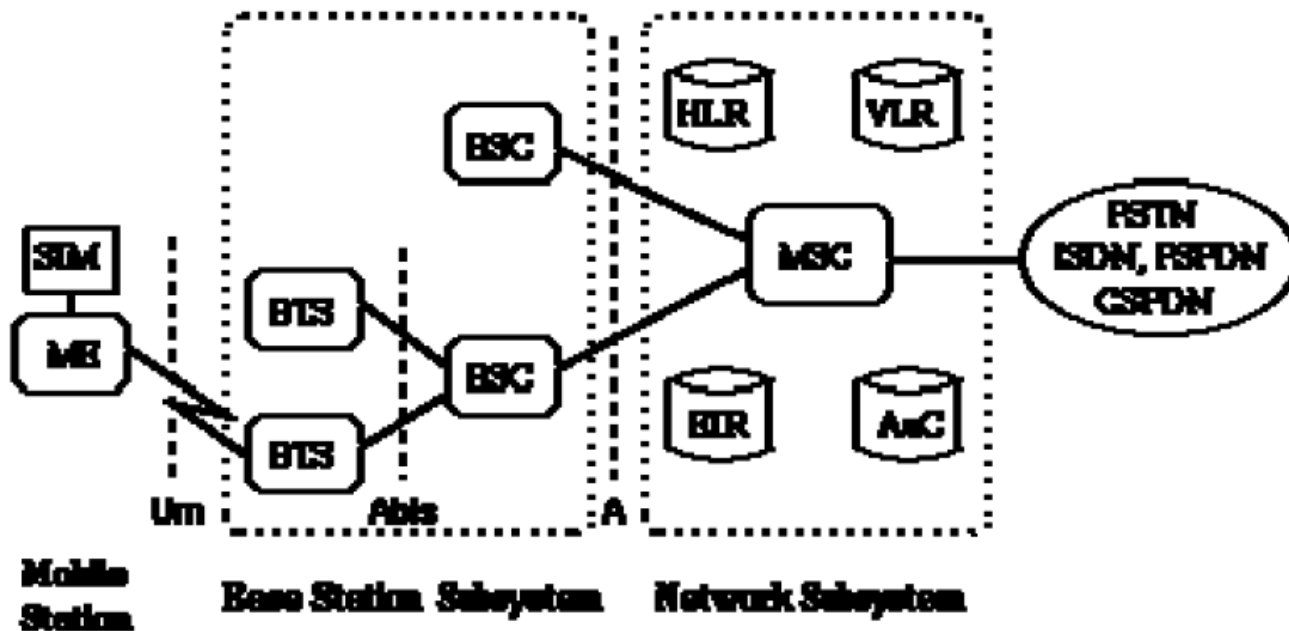 HLR
VLR
BSC
SIM
ME
BTS
BSC
BTS
MSC
PSTN
ISDN, PSPDN
CSPDN
EIR
AuC
Um
Abis
A
Mobile
Station
Base Station Subsystem
Network Subsystem